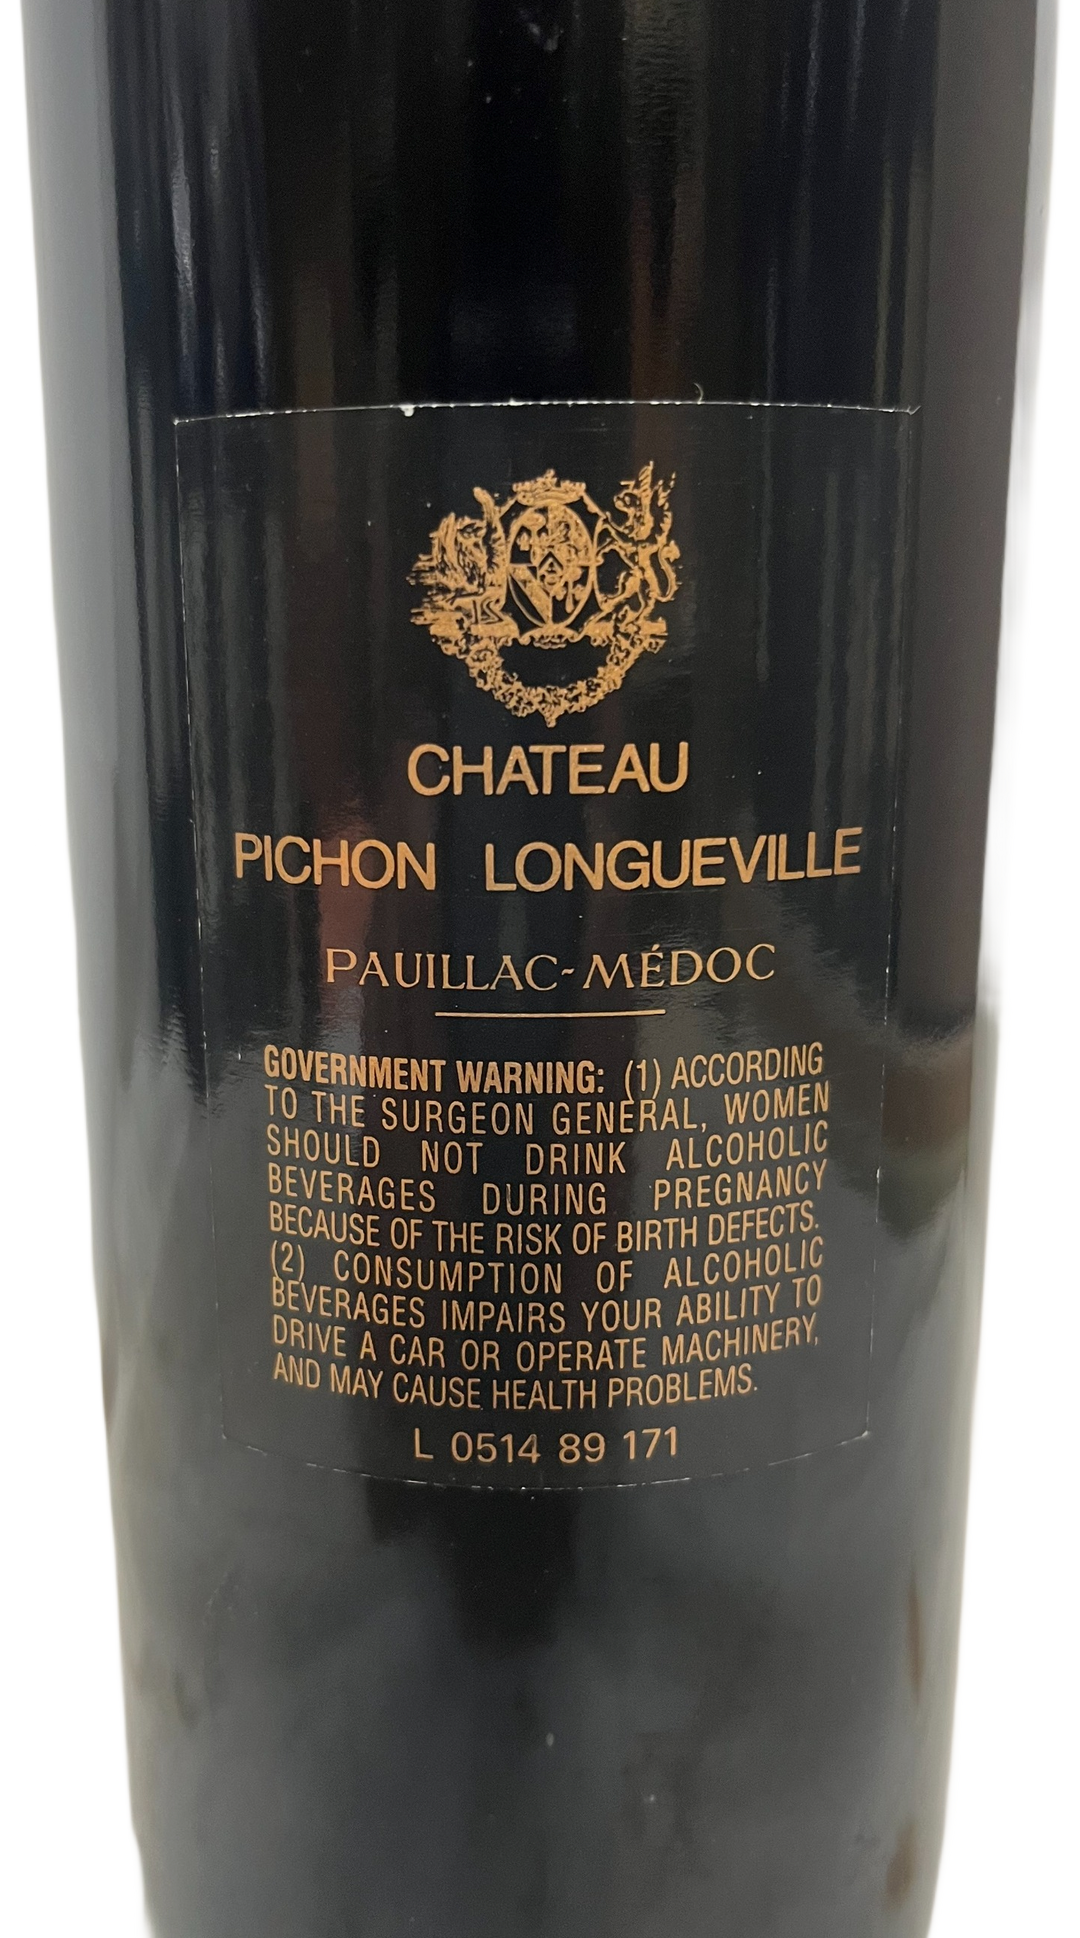 CHATEAU
PICHON LONGUEVILLE
PAUILLAC-MÉDOC
GOVERNMENT WARNING: (1) ACCORDING
TO THE SURGEON GENERAL, WOMEN
SHOULD NOT DRINK ALCOHOLIC
BEVERAGES DURING PREGNANCY
BECAUSE OF THE RISK OF BIRTH DEFECTS.
(2) CONSUMPTION OF ALCOHOLIC
BEVERAGES IMPAIRS YOUR ABILITY TO
DRIVE A CAR OR OPERATE MACHINERY,
AND MAY CAUSE HEALTH PROBLEMS.
L 0514 89 171